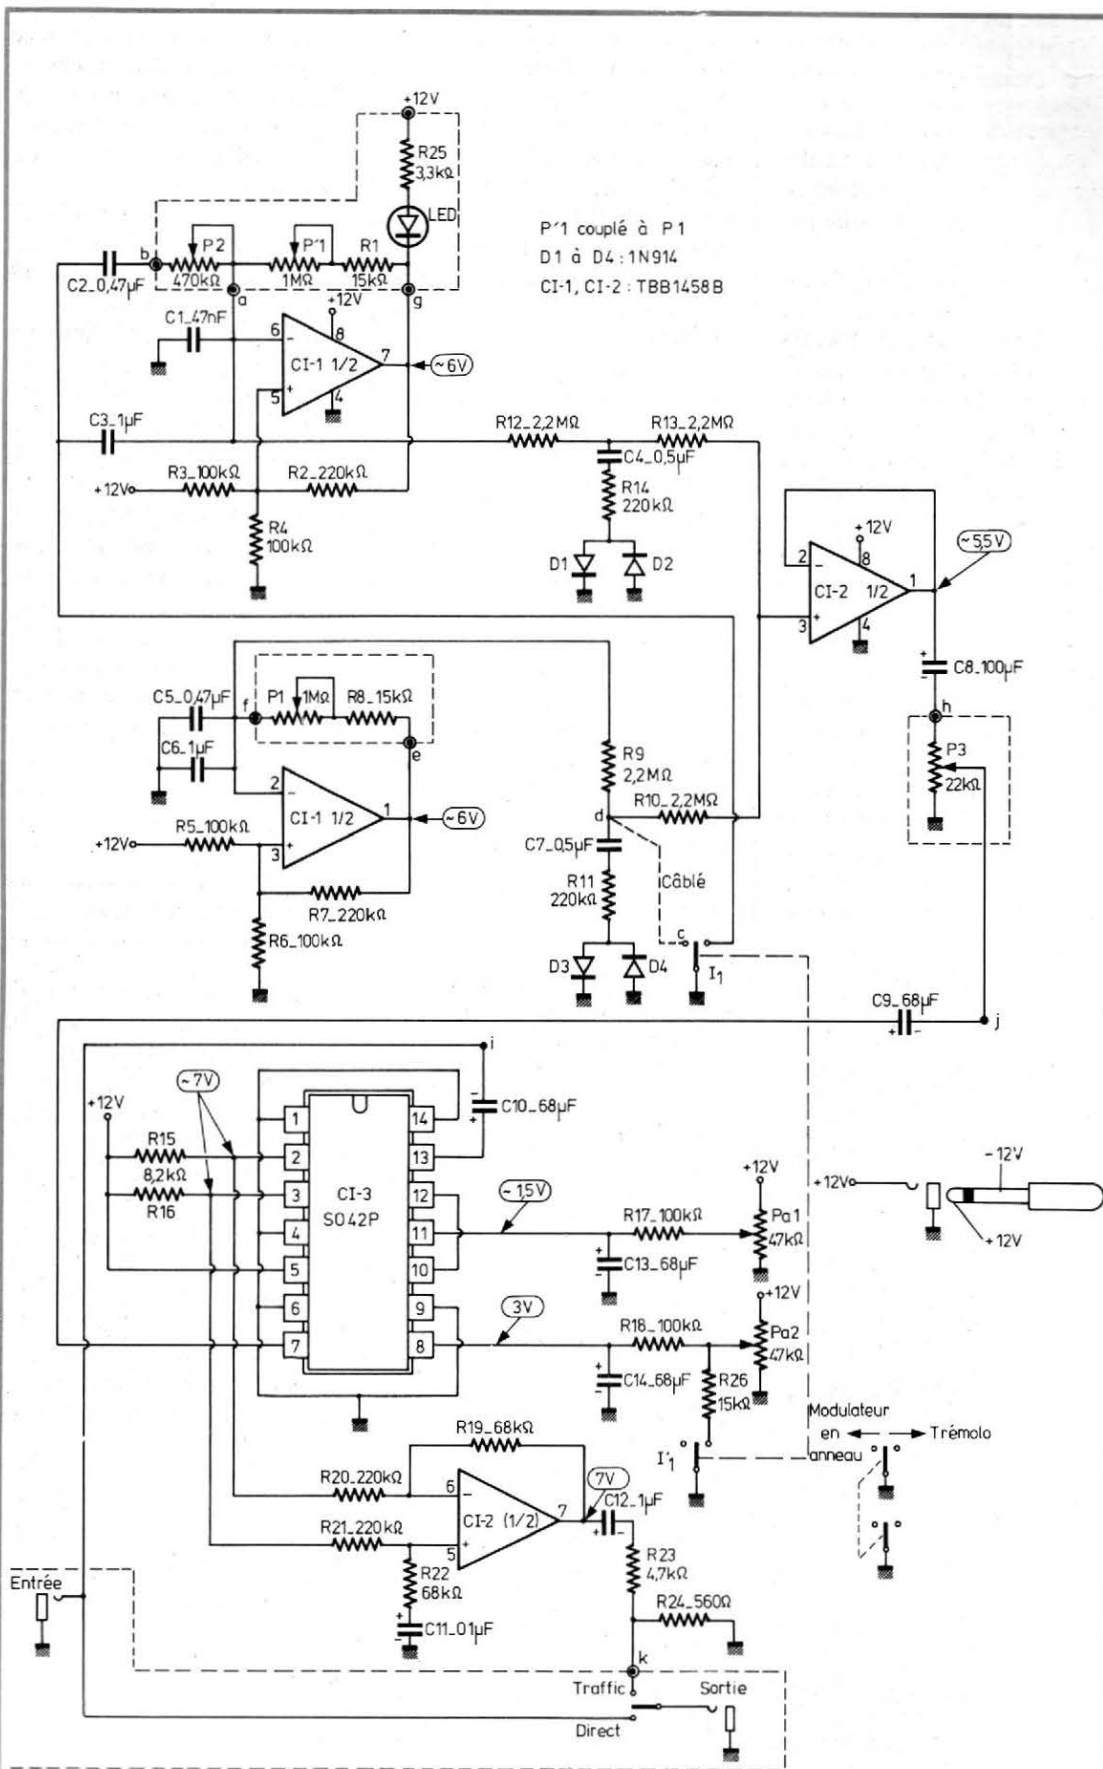 +12V
R25
3,3kΩ
LED
P'1 couplé à P1
D1 à D4 : 1N914
CI-1, CI-2 : TBB1458B
b
P2
470kΩ
P'1
1MΩ
R1
15kΩ
C2_0,47µF
a
g
C1_47nF
+12V
6
8
CI-1 1/2
7
~6V
5
4
C3_1µF
R12_2,2MΩ
R13_2,2MΩ
C4_0,5µF
R3_100kΩ
R2_220kΩ
+12V
R14
220kΩ
R4
100kΩ
D1
D2
+12V
~5,5V
2
8
CI-2 1/2
1
3
4
C8_100µF
C5_0,47µF
f
P1
1MΩ
R8_15kΩ
h
C6_1µF
e
R9
2,2MΩ
P3
22kΩ
2
CI-1 1/2
1
~6V
d
R10_2,2MΩ
R5_100kΩ
+12V
3
C7_0,5µF
R7_220kΩ
R11
220kΩ
Câblé
R6_100kΩ
c
D3
D4
I1
C9_68µF
j
i
~7V
+12V
C10_68µF
R15
8,2kΩ
R16
1
2
3
4
5
6
7
14
13
12
11
10
9
8
CI-3
SO42P
~1,5V
R17_100kΩ
+12V
Pa1
47kΩ
C13_68µF
+12V
-12V
+12V
3V
R18_100kΩ
+12V
Pa2
47kΩ
C14_68µF
R26
15kΩ
Modulateur
en
anneau
Trémolo
I'1
R19_68kΩ
R20_220kΩ
6
7V
C12_1µF
CI-2 (1/2)
7
R21_220kΩ
5
R22
68kΩ
R23
4,7kΩ
C11_01µF
R24_560Ω
Entrée
k
Traffic
Sortie
Direct